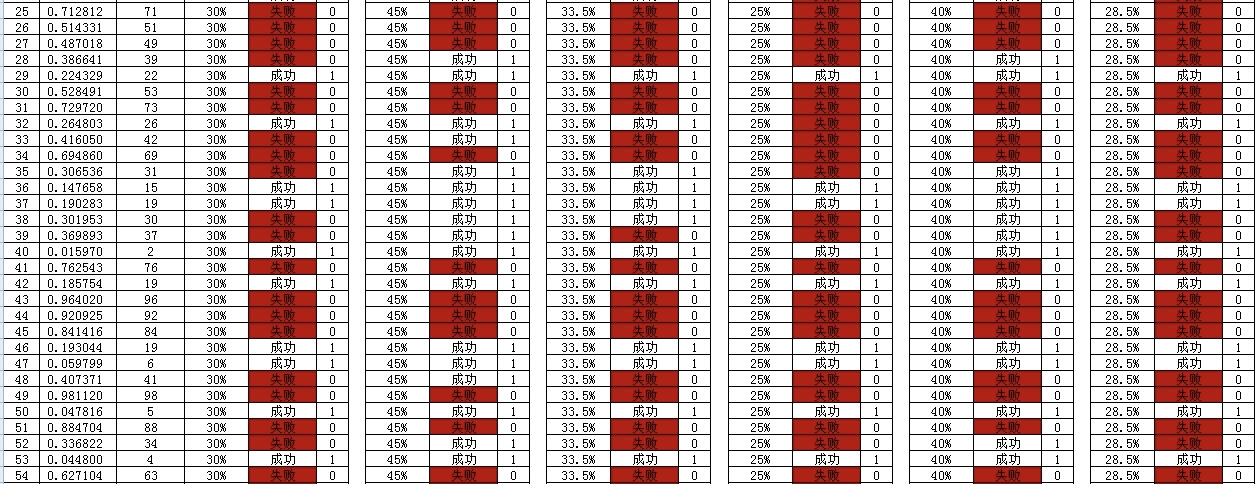 25 0.712812 71 30% 失败 0 45% 失败 0 33.5% 失败 0 25% 失败 0 40% 失败 0 28.5% 失败 0
26 0.514331 51 30% 失败 0 45% 失败 0 33.5% 失败 0 25% 失败 0 40% 失败 0 28.5% 失败 0
27 0.487018 49 30% 失败 0 45% 失败 0 33.5% 失败 0 25% 失败 0 40% 失败 0 28.5% 失败 0
28 0.386641 39 30% 失败 0 45% 成功 1 33.5% 失败 0 25% 失败 0 40% 成功 1 28.5% 失败 0
29 0.224329 22 30% 成功 1 45% 成功 1 33.5% 成功 1 25% 成功 1 40% 成功 1 28.5% 成功 1
30 0.528491 53 30% 失败 0 45% 失败 0 33.5% 失败 0 25% 失败 0 40% 失败 0 28.5% 失败 0
31 0.729720 73 30% 失败 0 45% 失败 0 33.5% 失败 0 25% 失败 0 40% 失败 0 28.5% 失败 0
32 0.264803 26 30% 成功 1 45% 成功 1 33.5% 成功 1 25% 失败 0 40% 成功 1 28.5% 成功 1
33 0.416050 42 30% 失败 0 45% 成功 1 33.5% 失败 0 25% 失败 0 40% 失败 0 28.5% 失败 0
34 0.694860 69 30% 失败 0 45% 失败 0 33.5% 失败 0 25% 失败 0 40% 失败 0 28.5% 失败 0
35 0.306536 31 30% 失败 0 45% 成功 1 33.5% 成功 1 25% 失败 0 40% 成功 1 28.5% 失败 0
36 0.147658 15 30% 成功 1 45% 成功 1 33.5% 成功 1 25% 成功 1 40% 成功 1 28.5% 成功 1
37 0.190283 19 30% 成功 1 45% 成功 1 33.5% 成功 1 25% 成功 1 40% 成功 1 28.5% 成功 1
38 0.301953 30 30% 失败 0 45% 成功 1 33.5% 成功 1 25% 失败 0 40% 成功 1 28.5% 失败 0
39 0.369893 37 30% 失败 0 45% 成功 1 33.5% 失败 0 25% 失败 0 40% 成功 1 28.5% 失败 0
40 0.015970 2 30% 成功 1 45% 成功 1 33.5% 成功 1 25% 成功 1 40% 成功 1 28.5% 成功 1
41 0.762543 76 30% 失败 0 45% 失败 0 33.5% 失败 0 25% 失败 0 40% 失败 0 28.5% 失败 0
42 0.185754 19 30% 成功 1 45% 成功 1 33.5% 成功 1 25% 成功 1 40% 成功 1 28.5% 成功 1
43 0.964020 96 30% 失败 0 45% 失败 0 33.5% 失败 0 25% 失败 0 40% 失败 0 28.5% 失败 0
44 0.920925 92 30% 失败 0 45% 失败 0 33.5% 失败 0 25% 失败 0 40% 失败 0 28.5% 失败 0
45 0.841416 84 30% 失败 0 45% 失败 0 33.5% 失败 0 25% 失败 0 40% 失败 0 28.5% 失败 0
46 0.193044 19 30% 成功 1 45% 成功 1 33.5% 成功 1 25% 成功 1 40% 成功 1 28.5% 成功 1
47 0.059799 6 30% 成功 1 45% 成功 1 33.5% 成功 1 25% 成功 1 40% 成功 1 28.5% 成功 1
48 0.407371 41 30% 失败 0 45% 成功 1 33.5% 失败 0 25% 失败 0 40% 失败 0 28.5% 失败 0
49 0.981120 98 30% 失败 0 45% 失败 0 33.5% 失败 0 25% 失败 0 40% 失败 0 28.5% 失败 0
50 0.047816 5 30% 成功 1 45% 成功 1 33.5% 成功 1 25% 成功 1 40% 成功 1 28.5% 成功 1
51 0.884704 88 30% 失败 0 45% 失败 0 33.5% 失败 0 25% 失败 0 40% 失败 0 28.5% 失败 0
52 0.336822 34 30% 失败 0 45% 成功 1 33.5% 失败 0 25% 失败 0 40% 成功 1 28.5% 失败 0
53 0.044800 4 30% 成功 1 45% 成功 1 33.5% 成功 1 25% 成功 1 40% 成功 1 28.5% 成功 1
54 0.627104 63 30% 失败 0 45% 失败 0 33.5% 失败 0 25% 失败 0 40% 失败 0 28.5% 失败 0